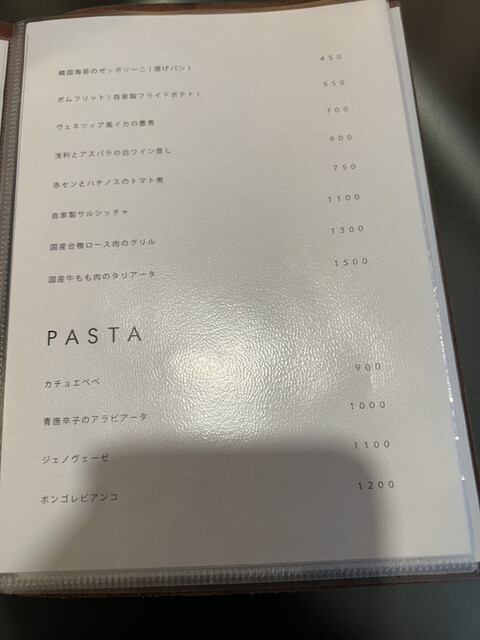 韓国海苔のゼッポリーニ(揚げパン) 450
ポムフリット(自家製フライドポテト) 550
ヴェネツィア風イカの墨煮 700
浅利とアスパラの白ワイン蒸し 900
赤センとハチノスのトマト煮 750
自家製サルシッチャ 1100
国産合鴨ロース肉のグリル 1300
国産牛もも肉のタリアータ 1500
PASTA
カチョエペペ 900
青唐辛子のアラビアータ 1000
ジェノヴェーゼ 1100
ボンゴレビアンコ 1200